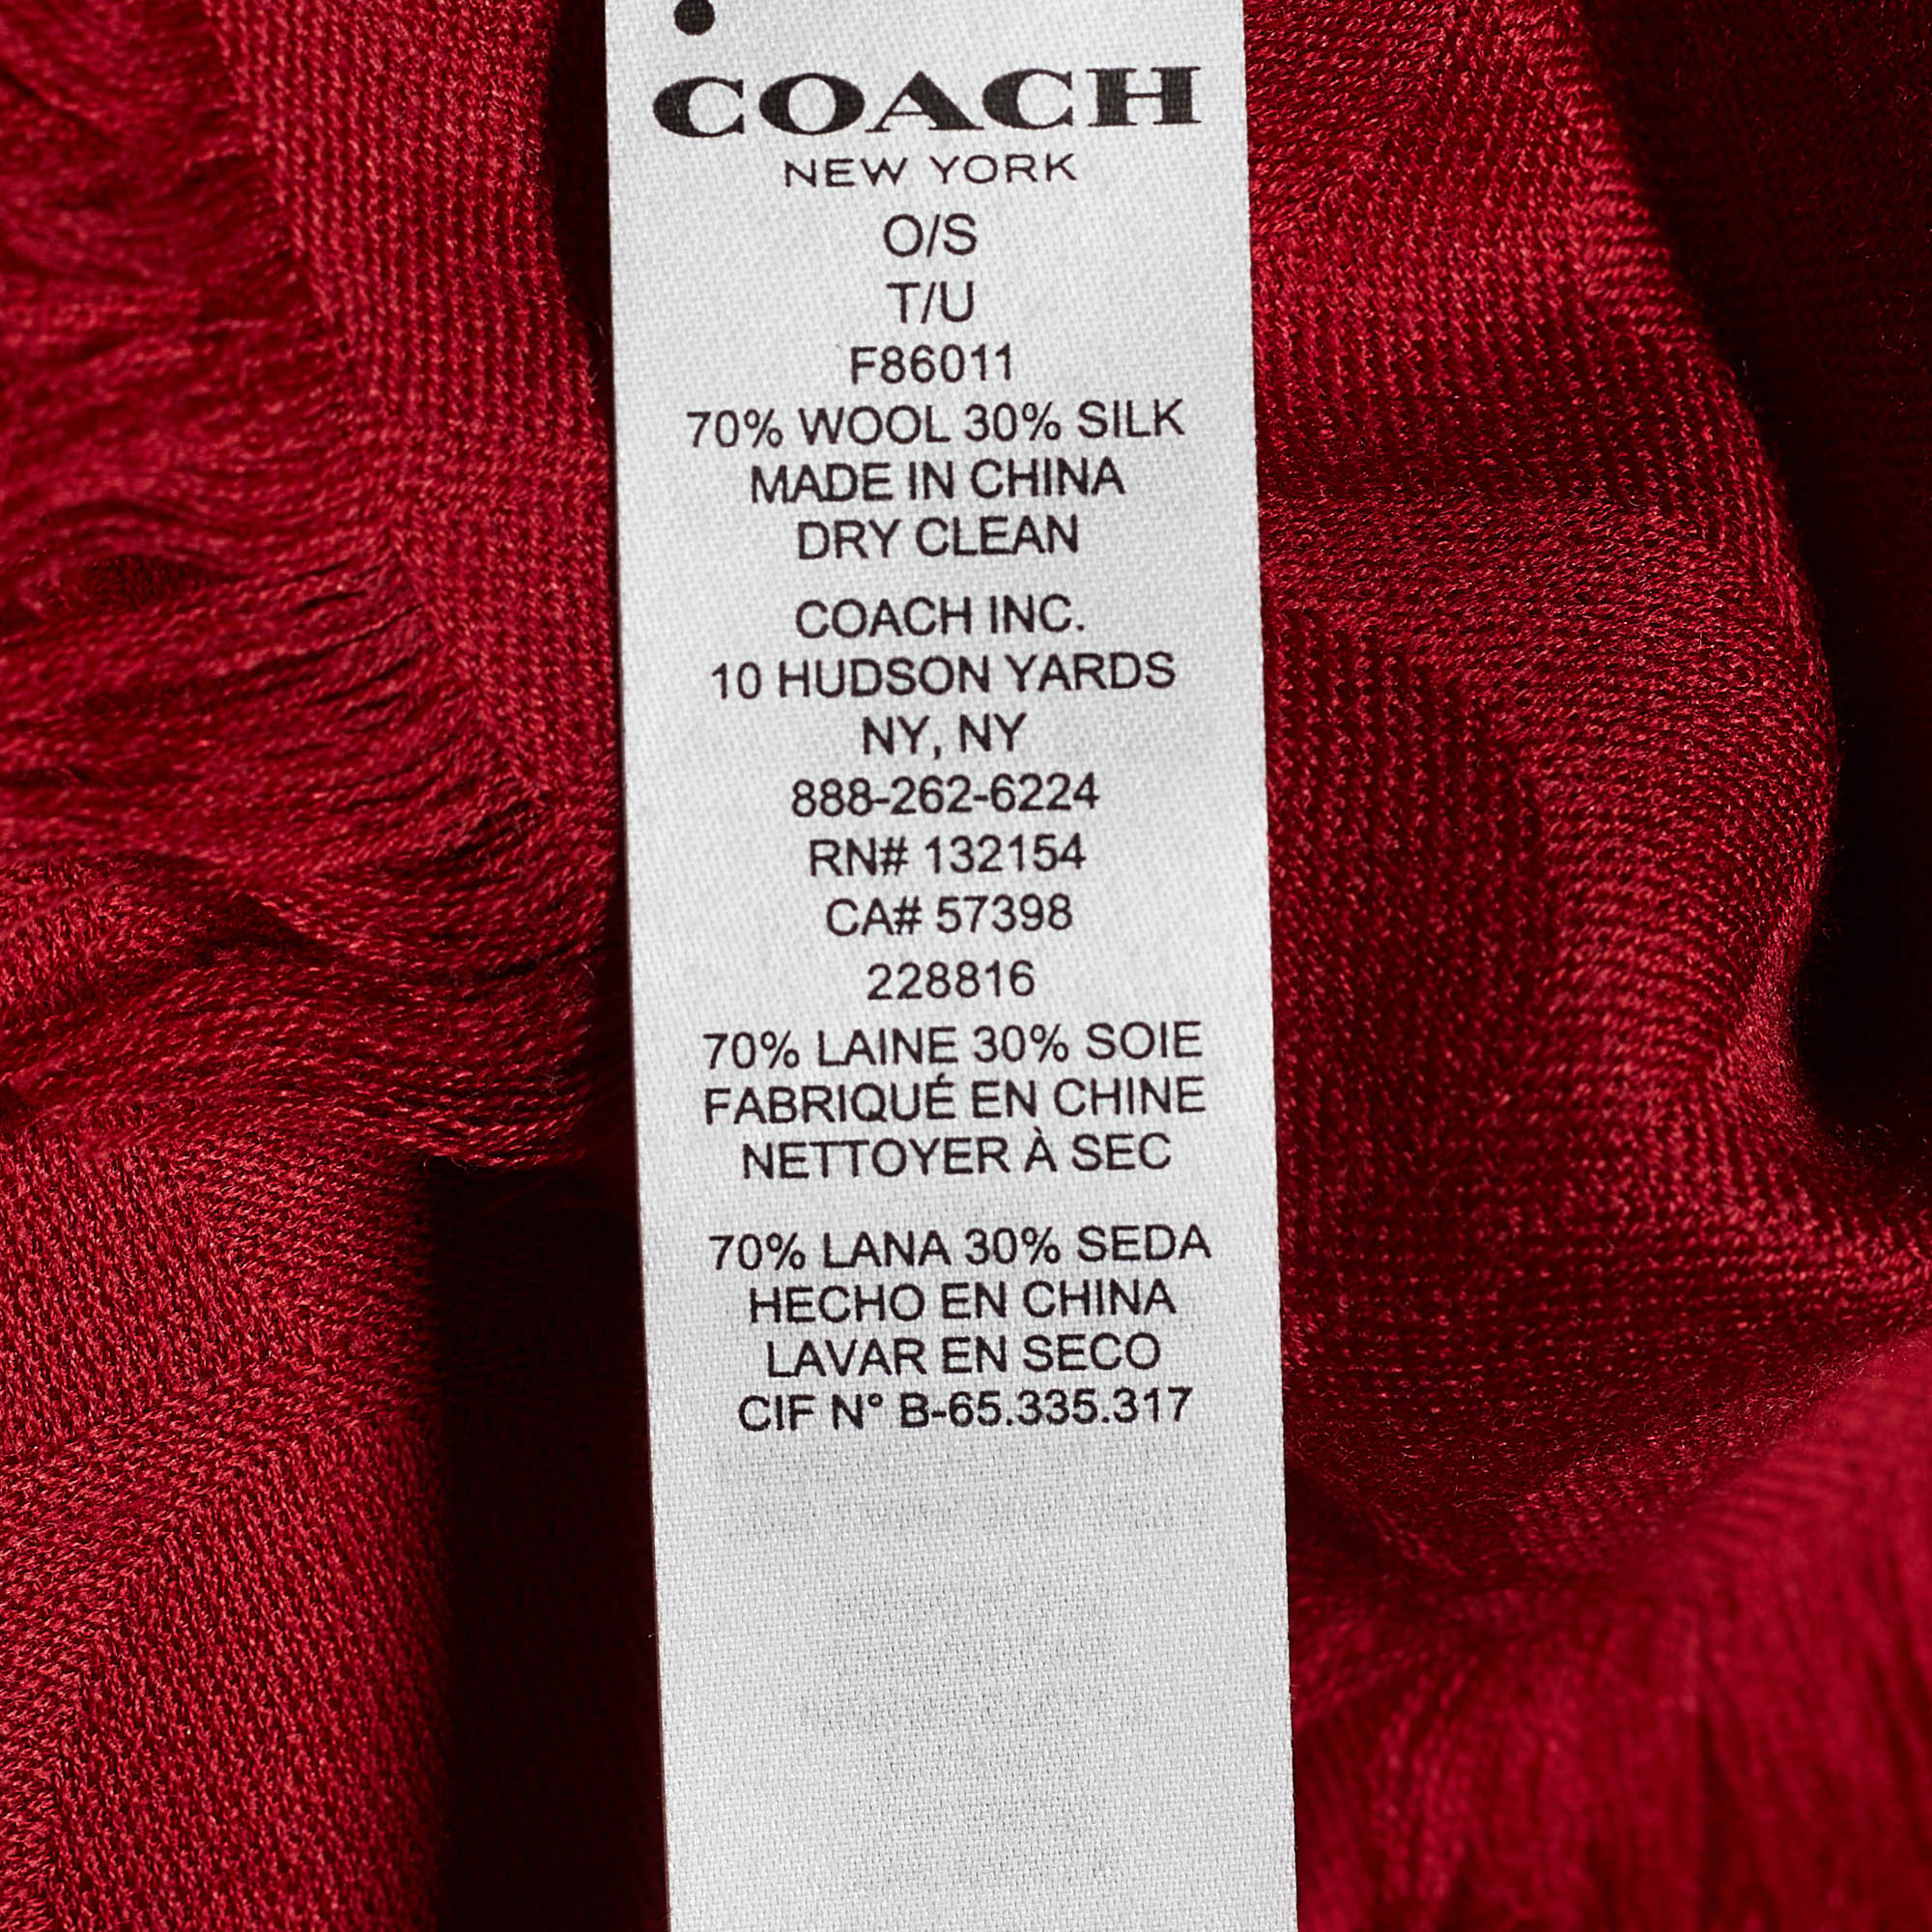 COACH
NEW YORK
O/S
T/U
F86011
70% WOOL 30% SILK
MADE IN CHINA
DRY CLEAN
COACH INC.
10 HUDSON YARDS
NY, NY
888-262-6224
RN# 132154
CA# 57398
228816
70% LAINE 30% SOIE
FABRIQUÉ EN CHINE
NETTOYER À SEC
70% LANA 30% SEDA
HECHO EN CHINA
LAVAR EN SECO
CIF N° B-65.335.317